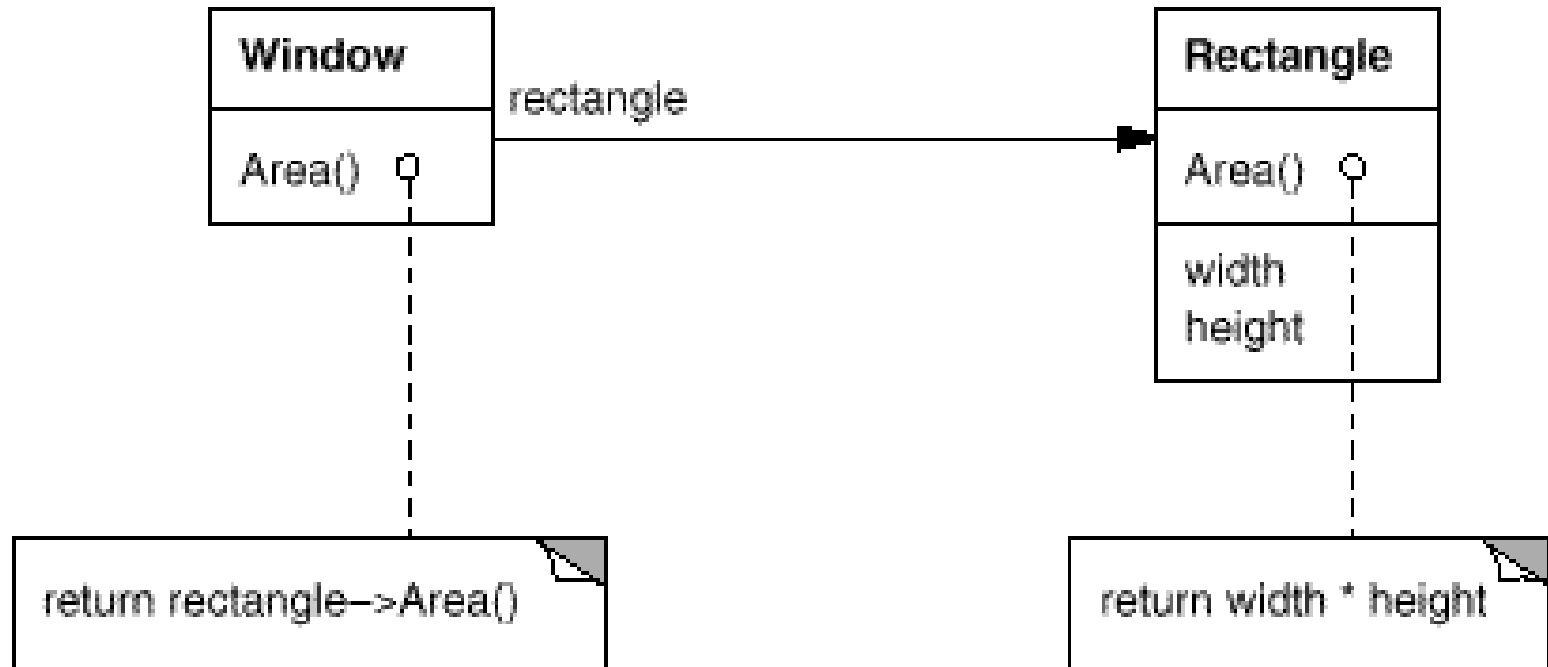 Window
Area()
rectangle
Rectangle
Area()
width
height
return rectangle–>Area()
return width * height